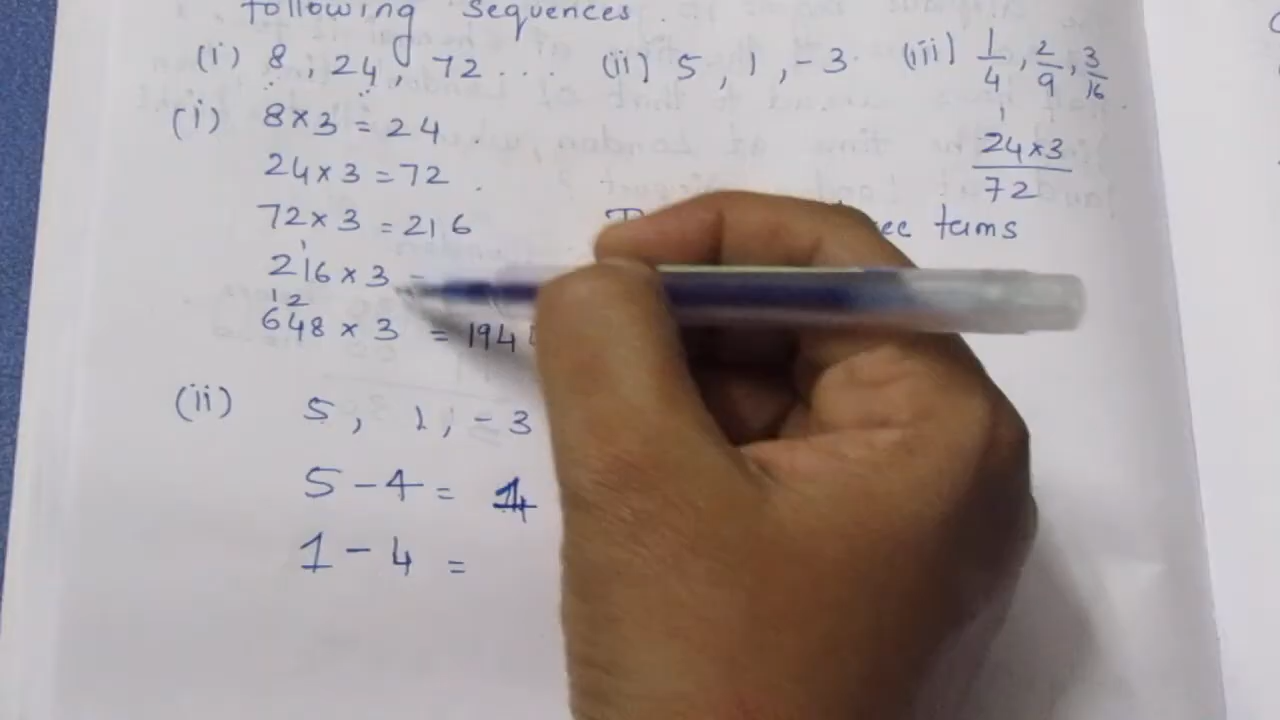 following Sequences.
(i) 8, 24, 72 .... (ii) 5, 1, -3. (iii) 1/4, 2/9, 3/16
(i) 8×3 = 24.
24×3
72
24×3 = 72.
72×3 = 216
terms
216×3 =
12
648×3 = 194
(ii) 5, 1, -3
5-4 =
1-4 =